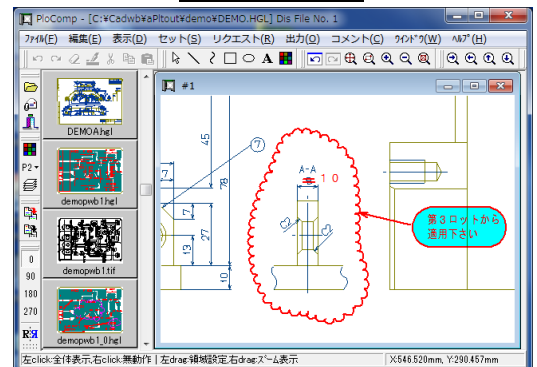 PloComp - [C:¥Cadwb¥aPltout¥demo¥DEMO.HGL] Dis File No. 1
ﾌｧｲﾙ(F) 編集(E) 表示(D) セット(S) リクエスト(R) 出力(O) コメント(C) ｳｲﾝﾄﾞｳ(W) ﾍﾙﾌﾟ(H)
A
#1
DEMOA.hgl
P2
demopwb1.hgl
demopwb1.tif
demopwb1_0.hgl
0
90
180
270
RR
45
7
78
7
7
27
13
10
A-A
10
C2
C2
第３ロットから
適用下さい
左click:全体表示,右click:無動作
左drag:領域設定,右drag:ｽﾞｰﾑ表示
X:546.520mm, Y:290.457mm